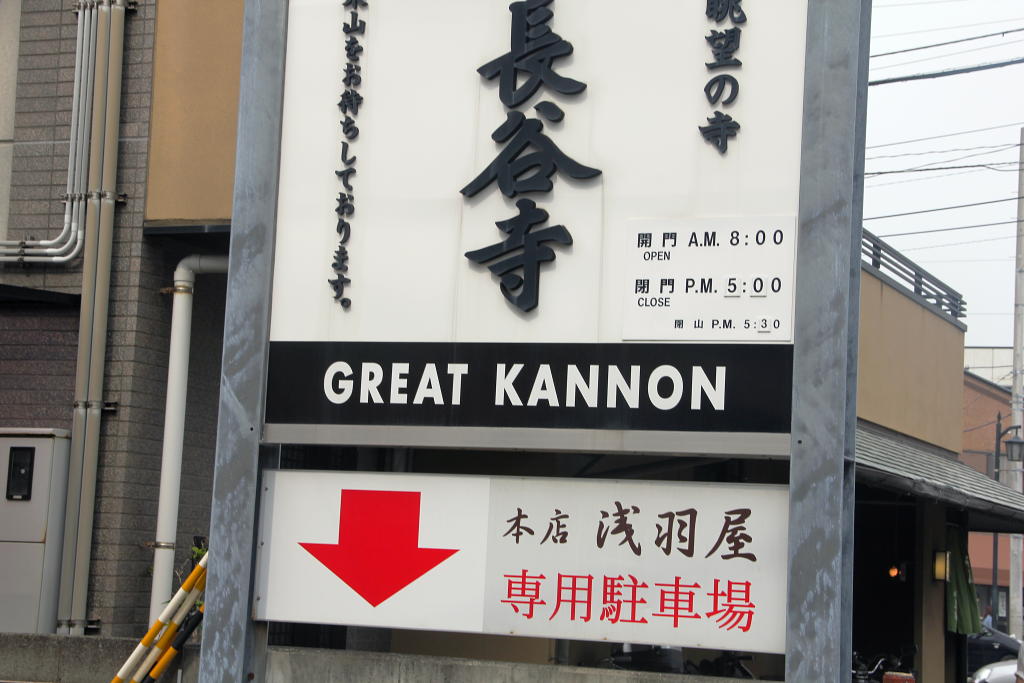 眺望の寺
長谷寺
山をお待ちしております。
開門 A.M. 8:00
OPEN
閉門 P.M. 5:00
CLOSE
閉山 P.M. 5:30
GREAT KANNON
本店 浅羽屋
専用駐車場